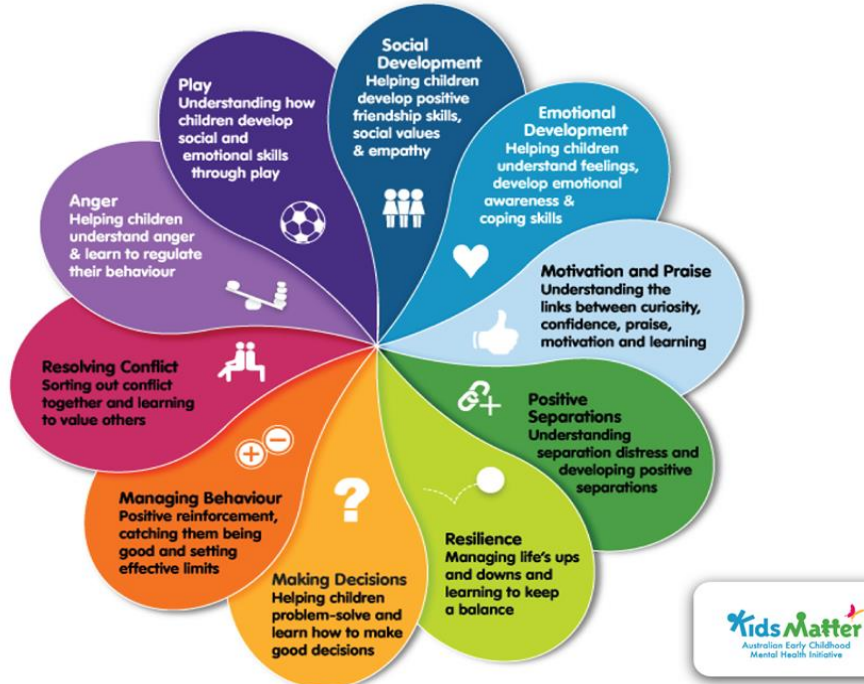 Social
Development
Helping children
develop positive
friendship skills,
social values
& empathy
Emotional
Development
Helping children
understand feelings,
develop emotional
awareness &
coping skills
Motivation and Praise
Understanding the
links between curiosity,
confidence, praise,
motivation and learning
Positive
Separations
Understanding
separation distress and
developing positive
separations
Resilience
Managing life's ups
and downs and
learning to keep
a balance
Making Decisions
Helping children
problem-solve and
learn how to make
good decisions
Managing Behaviour
Positive reinforcement,
catching them being
good and setting
effective limits
Resolving Conflict
Sorting out conflict
together and learning
to value others
Anger
Helping children
understand anger
& learn to regulate
their behaviour
Play
Understanding how
children develop
social and
emotional skills
through play
KidsMatter
Australian Early Childhood
Mental Health Initiative